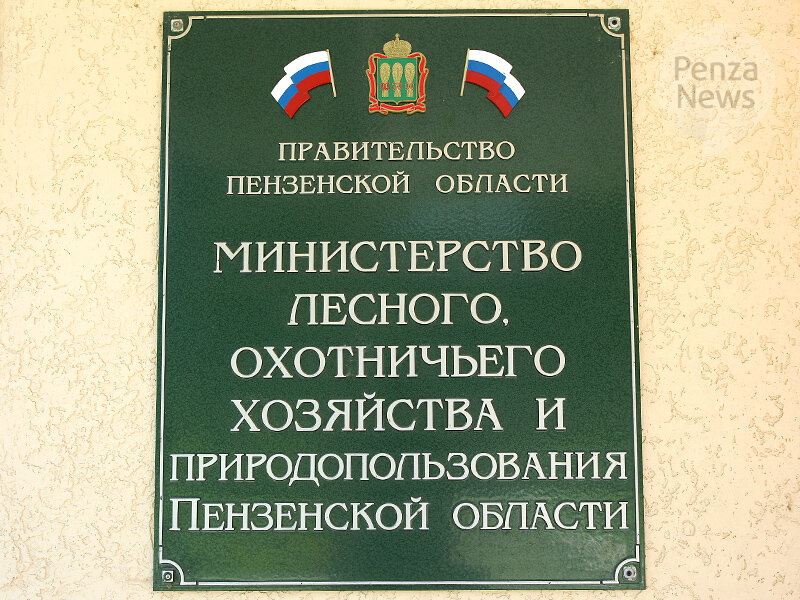 Penza
News
ПРАВИТЕЛЬСТВО
ПЕНЗЕНСКОЙ ОБЛАСТИ
МИНИСТЕРСТВО
ЛЕСНОГО,
ОХОТНИЧЬЕГО
ХОЗЯЙСТВА И
ПРИРОДОПОЛЬЗОВАНИЯ
ПЕНЗЕНСКОЙ ОБЛАСТИ